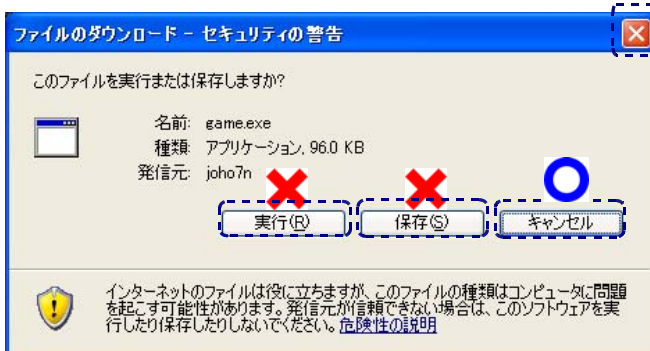 ファイルのダウンロード - セキュリティの警告
このファイルを実行または保存しますか?
名前: game.exe
種類: アプリケーション, 96.0 KB
発信元: joho7n
実行(R) 保存(S) キャンセル
インターネットのファイルは役に立ちますが、このファイルの種類はコンピュータに問題
を起こす可能性があります。発信元が信頼できない場合は、このソフトウェアを実
行したり保存したりしないでください。危険性の説明